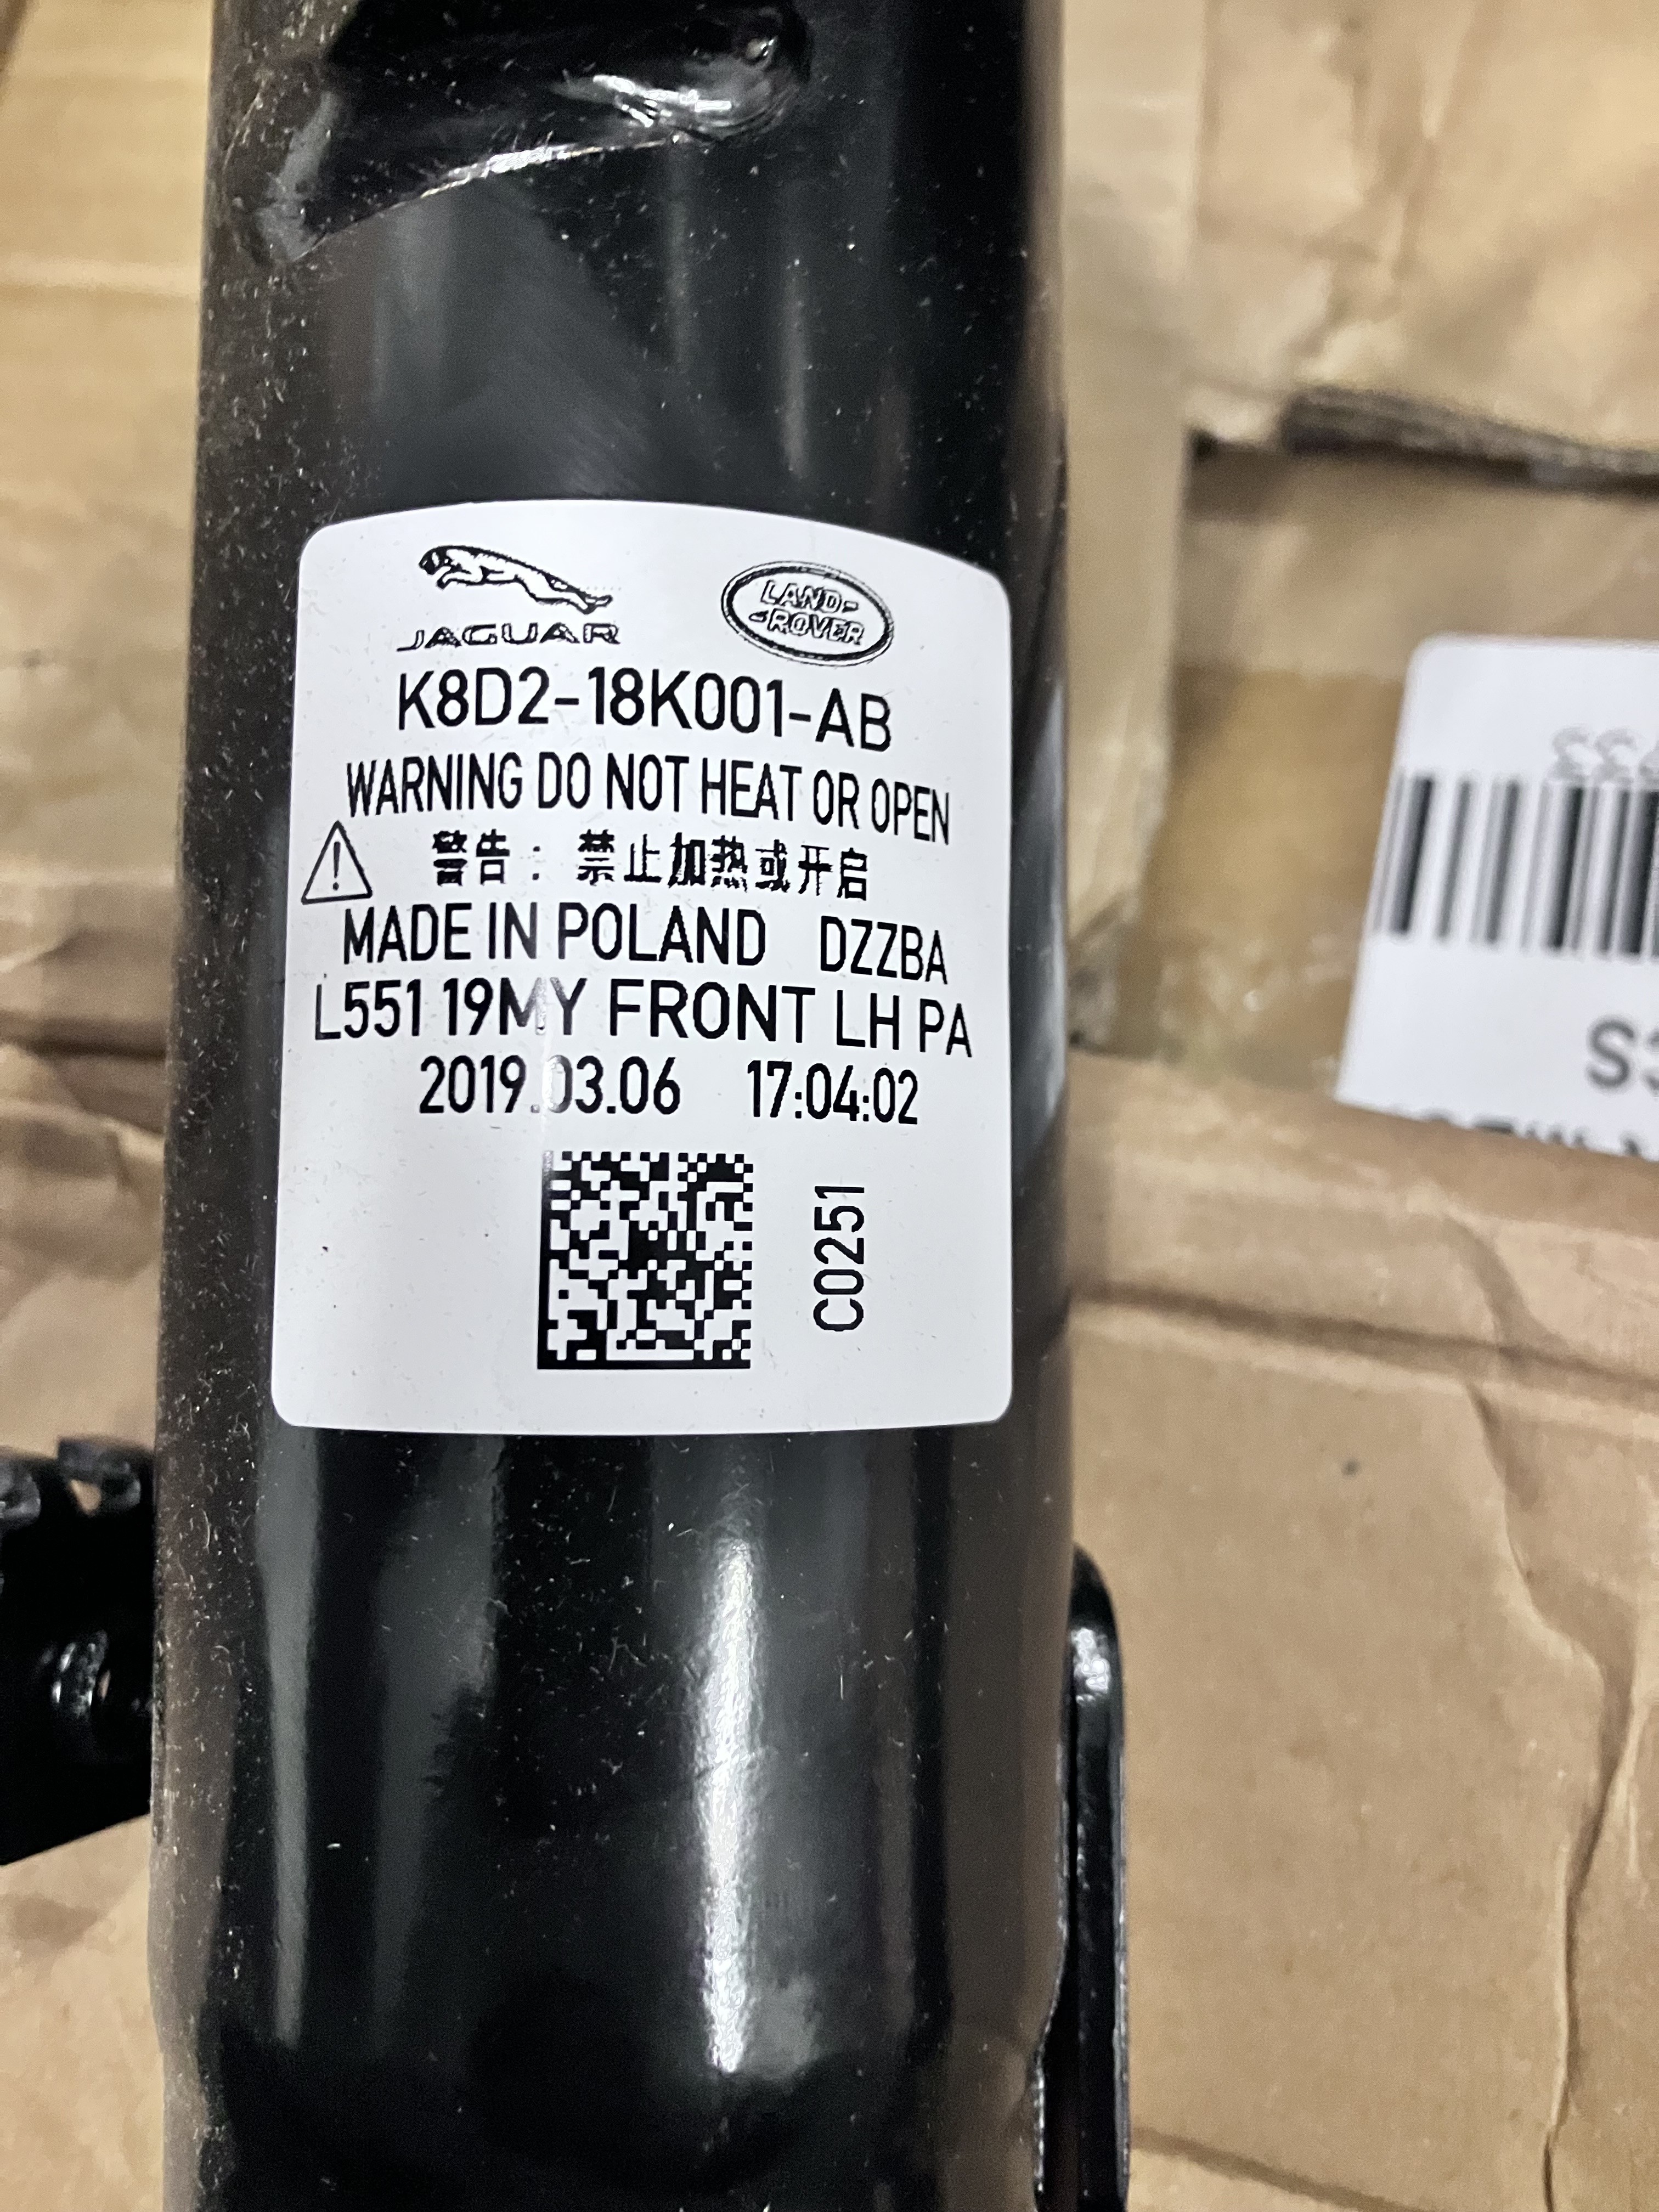 JAGUAR
LAND-
-ROVER
K8D2-18K001-AB
WARNING DO NOT HEAT OR OPEN
警告： 禁止加热或开启
MADE IN POLAND DZZBA
L551 19MY FRONT LH PA
2019.03.06 17:04:02
C0251